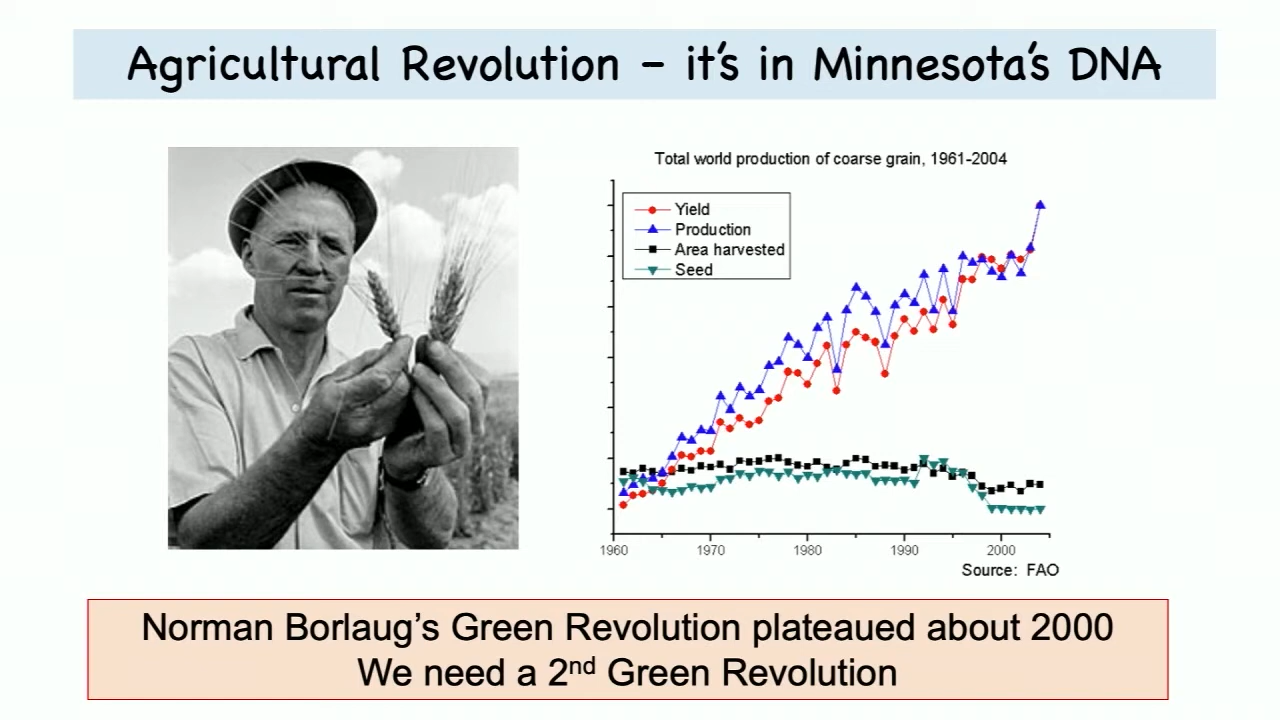 Agricultural Revolution – it's in Minnesota's DNA
Total world production of coarse grain, 1961-2004
Yield
Production
Area harvested
Seed
1960 1970 1980 1990 2000
Source: FAO
Norman Borlaug's Green Revolution plateaued about 2000
We need a 2nd Green Revolution